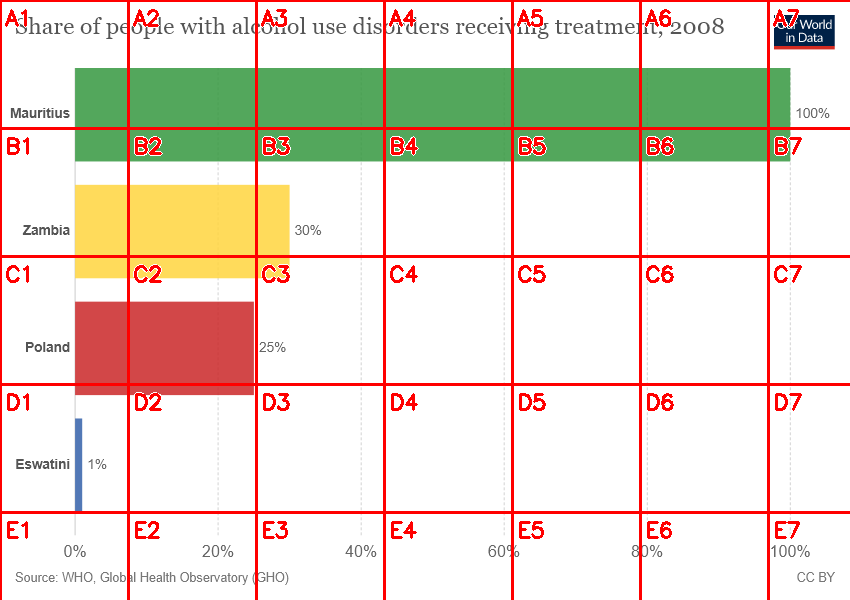 Share of people with alcohol use disorders receiving treatment, 2008
Our World
in Data
A1 A2 A3 A4 A5 A6 A7
Mauritius 100%
B1 B2 B3 B4 B5 B6 B7
Zambia 30%
C1 C2 C3 C4 C5 C6 C7
Poland 25%
D1 D2 D3 D4 D5 D6 D7
Eswatini 1%
E1 E2 E3 E4 E5 E6 E7
0% 20% 40% 60% 80% 100%
Source: WHO, Global Health Observatory (GHO) CC BY